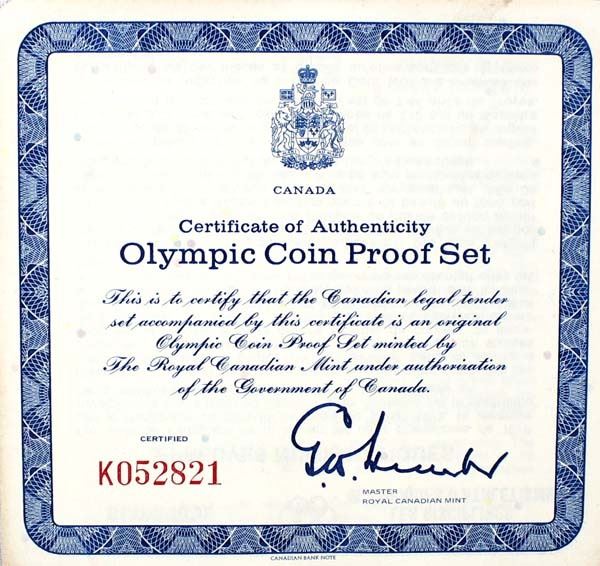 CANADA
Certificate of Authenticity
Olympic Coin Proof Set
This is to certify that the Canadian legal tender
set accompanied by this certificate is an original
Olympic Coin Proof Set minted by
The Royal Canadian Mint under authorization
of the Government of Canada.
CERTIFIED
K052821
MASTER
ROYAL CANADIAN MINT
CANADIAN BANK NOTE